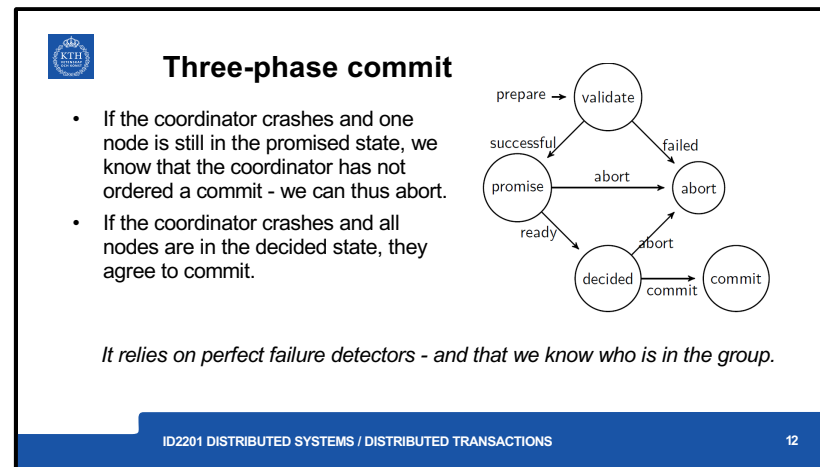 KTH
VETENSKAP
OCH KONST
Three-phase commit
• If the coordinator crashes and one
node is still in the promised state, we
know that the coordinator has not
ordered a commit - we can thus abort.
• If the coordinator crashes and all
nodes are in the decided state, they
agree to commit.
prepare
validate
successful
failed
promise
abort
abort
ready
abort
decided
commit
commit
It relies on perfect failure detectors - and that we know who is in the group.
ID2201 DISTRIBUTED SYSTEMS / DISTRIBUTED TRANSACTIONS
12